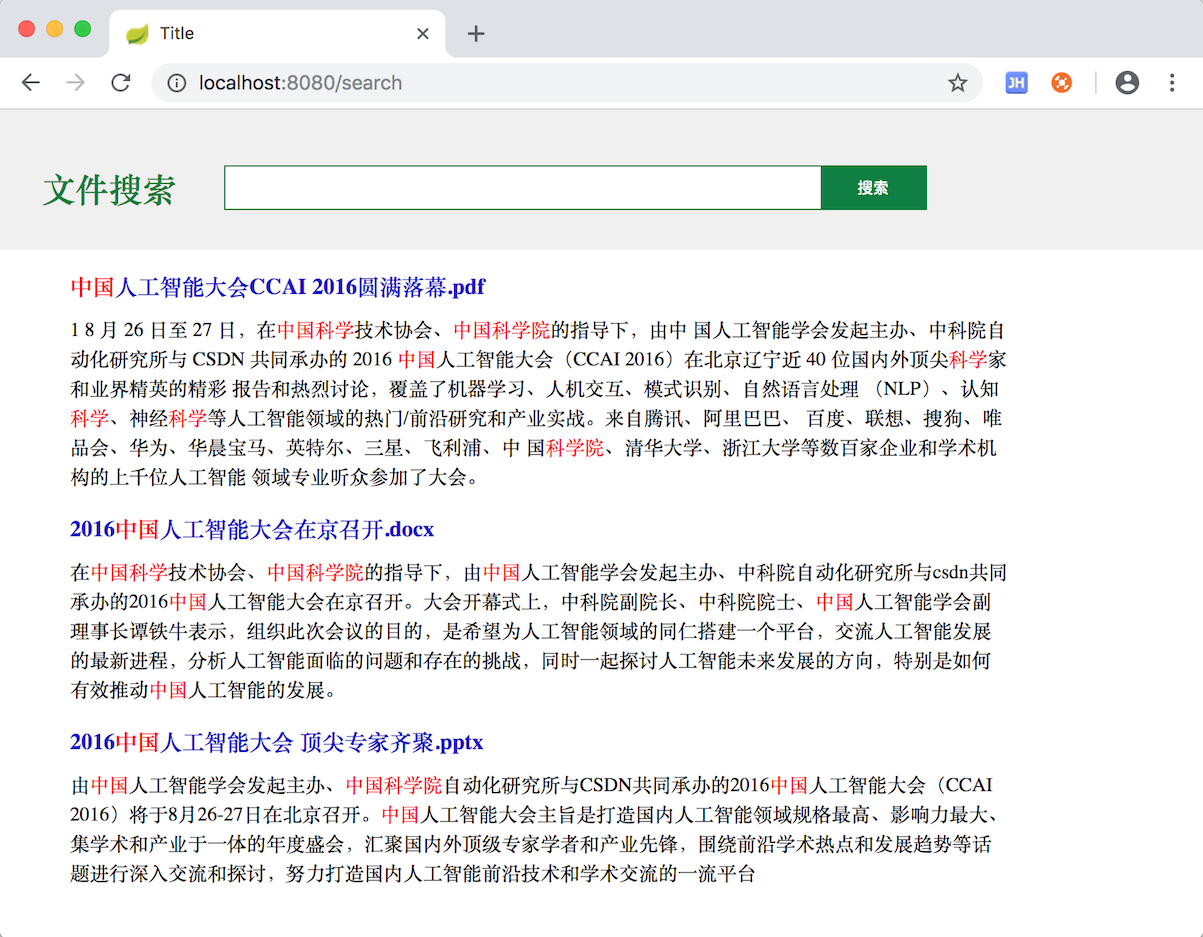 Title
localhost:8080/search
JH
文件搜索
搜索
中国人工智能大会CCAI 2016圆满落幕.pdf
1 8 月 26 日至 27 日，在中国科学技术协会、中国科学院的指导下，由中 国人工智能学会发起主办、中科院自
动化研究所与 CSDN 共同承办的 2016 中国人工智能大会（CCAI 2016）在北京辽宁近 40 位国内外顶尖科学家
和业界精英的精彩 报告和热烈讨论，覆盖了机器学习、人机交互、模式识别、自然语言处理 （NLP）、认知
科学、神经科学等人工智能领域的热门/前沿研究和产业实战。来自腾讯、阿里巴巴、 百度、联想、搜狗、唯
品会、华为、华晨宝马、英特尔、三星、飞利浦、中 国科学院、清华大学、浙江大学等数百家企业和学术机
构的上千位人工智能 领域专业听众参加了大会。
2016中国人工智能大会在京召开.docx
在中国科学技术协会、中国科学院的指导下，由中国人工智能学会发起主办、中科院自动化研究所与csdn共同
承办的2016中国人工智能大会在京召开。大会开幕式上，中科院副院长、中科院院士、中国人工智能学会副
理事长谭铁牛表示，组织此次会议的目的，是希望为人工智能领域的同仁搭建一个平台，交流人工智能发展
的最新进程，分析人工智能面临的问题和存在的挑战，同时一起探讨人工智能未来发展的方向，特别是如何
有效推动中国人工智能的发展。
2016中国人工智能大会 顶尖专家齐聚.pptx
由中国人工智能学会发起主办、中国科学院自动化研究所与CSDN共同承办的2016中国人工智能大会（CCAI
2016）将于8月26-27日在北京召开。中国人工智能大会主旨是打造国内人工智能领域规格最高、影响力最大、
集学术和产业于一体的年度盛会，汇聚国内外顶级专家学者和产业先锋，围绕前沿学术热点和发展趋势等话
题进行深入交流和探讨，努力打造国内人工智能前沿技术和学术交流的一流平台